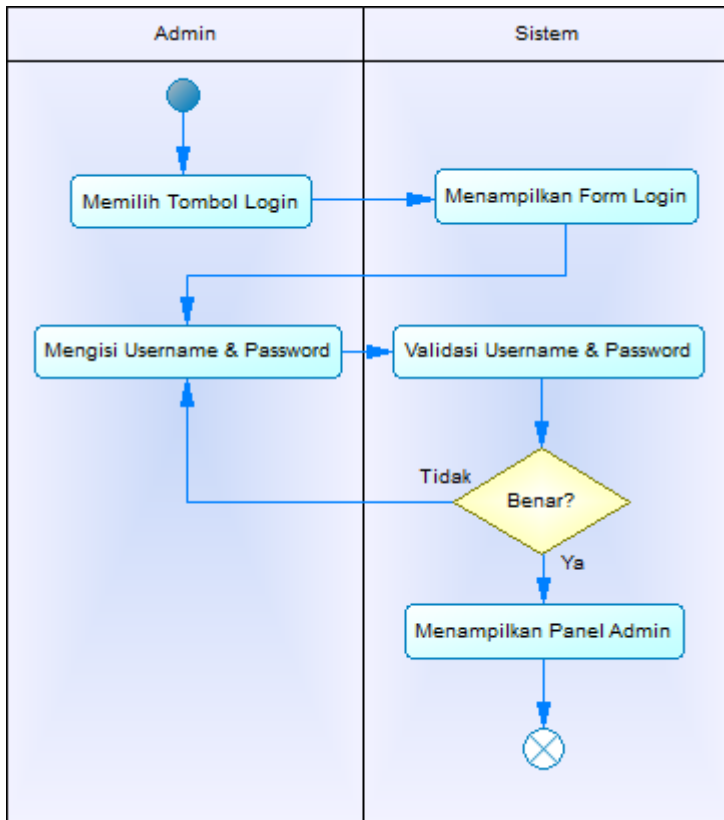 Admin
Sistem
Memilih Tombol Login
Menampilkan Form Login
Mengisi Username & Password
Validasi Username & Password
Tidak
Benar?
Ya
Menampilkan Panel Admin